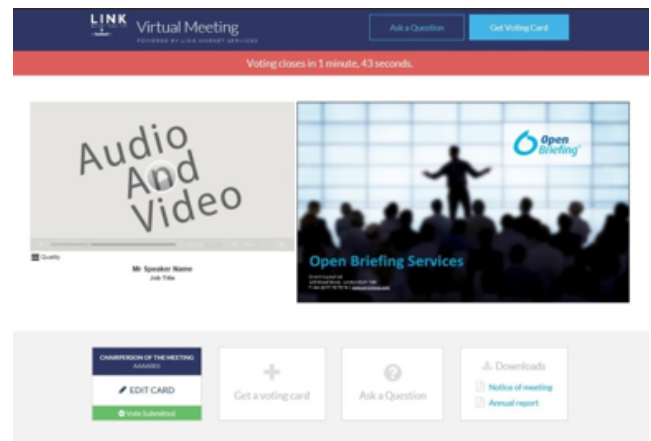 LINK
Virtual Meeting
POWERED BY LINK MARKET SERVICES
Ask a Question
Get Voting Card
Voting closes in 1 minute, 43 seconds.
Audio
And
Video
Open
Briefing
Quality
Mr Speaker Name
Job Title
Open Briefing Services
CHAIRPERSON OF THE MEETING
EDIT CARD
Vote Submitted
Get a voting card
Ask a Question
Downloads
Notice of meeting
Annual report